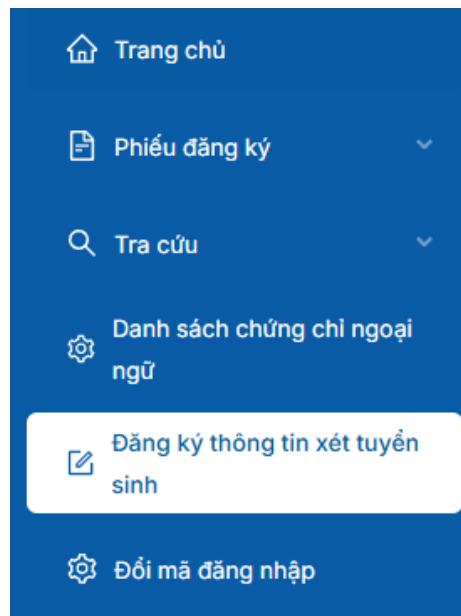 Trang chủ
Phiếu đăng ký
Tra cứu
Danh sách chứng chỉ ngoại
ngữ
Đăng ký thông tin xét tuyển
sinh
Đổi mã đăng nhập